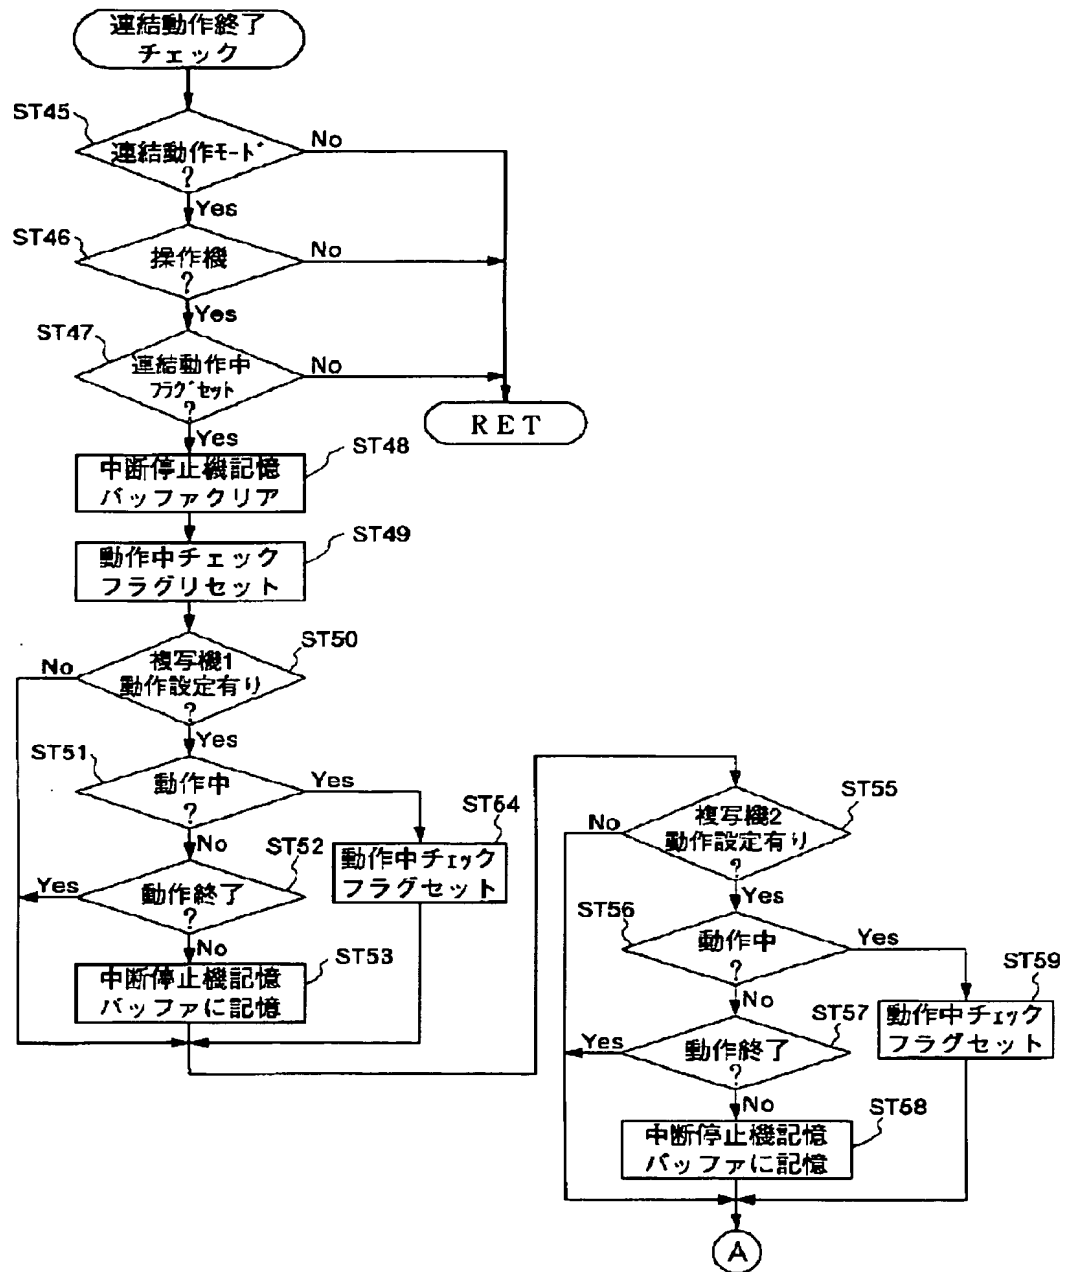 連結動作終了
チェック
ST45
連結動作モード
?
No
Yes
ST46
操作機
?
No
Yes
ST47
連結動作中
フラグセット
?
No
Yes
RET
ST48
中断停止機記憶
バッファクリア
ST49
動作中チェック
フラグリセット
ST50
複写機1
動作設定有り
?
No
Yes
ST51
動作中
?
Yes
No
ST54
動作中チェック
フラグセット
ST52
動作終了
?
Yes
No
ST53
中断停止機記憶
バッファに記憶
ST55
複写機2
動作設定有り
?
No
Yes
ST56
動作中
?
Yes
No
ST59
動作中チェック
フラグセット
ST57
動作終了
?
Yes
No
ST58
中断停止機記憶
バッファに記憶
A